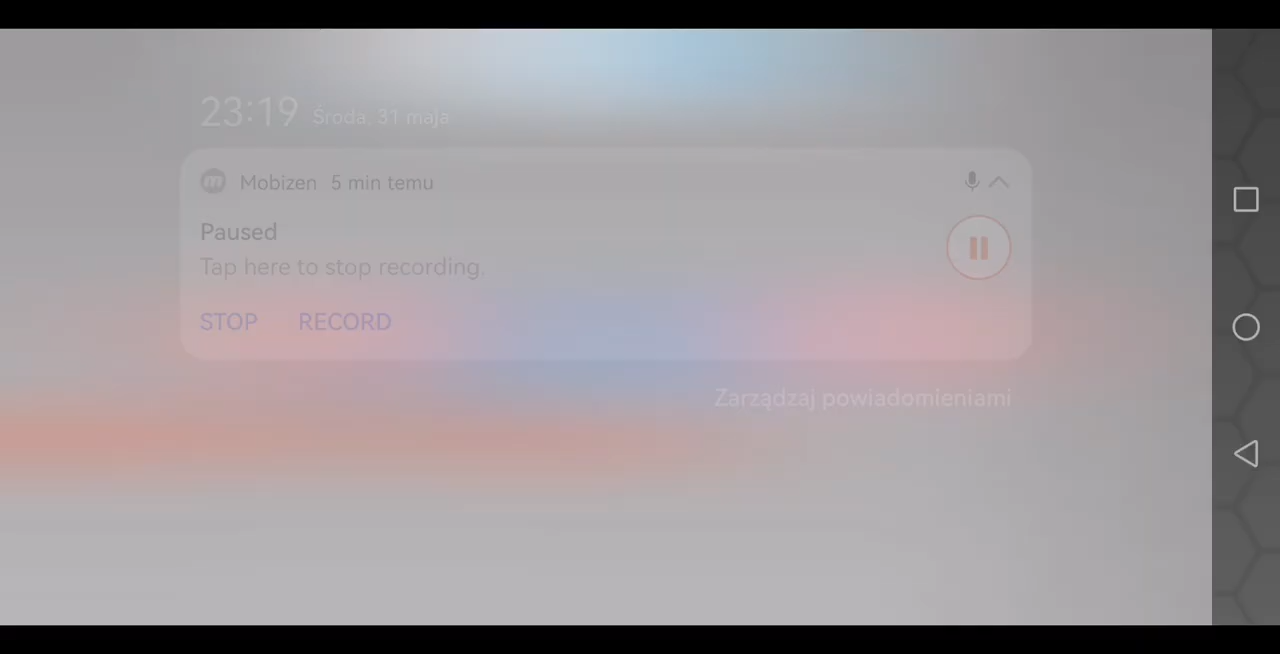 23:19 Środa, 31 maja
m Mobizen 5 min temu
Paused
Tap here to stop recording.
STOP RECORD
Zarządzaj powiadomieniami